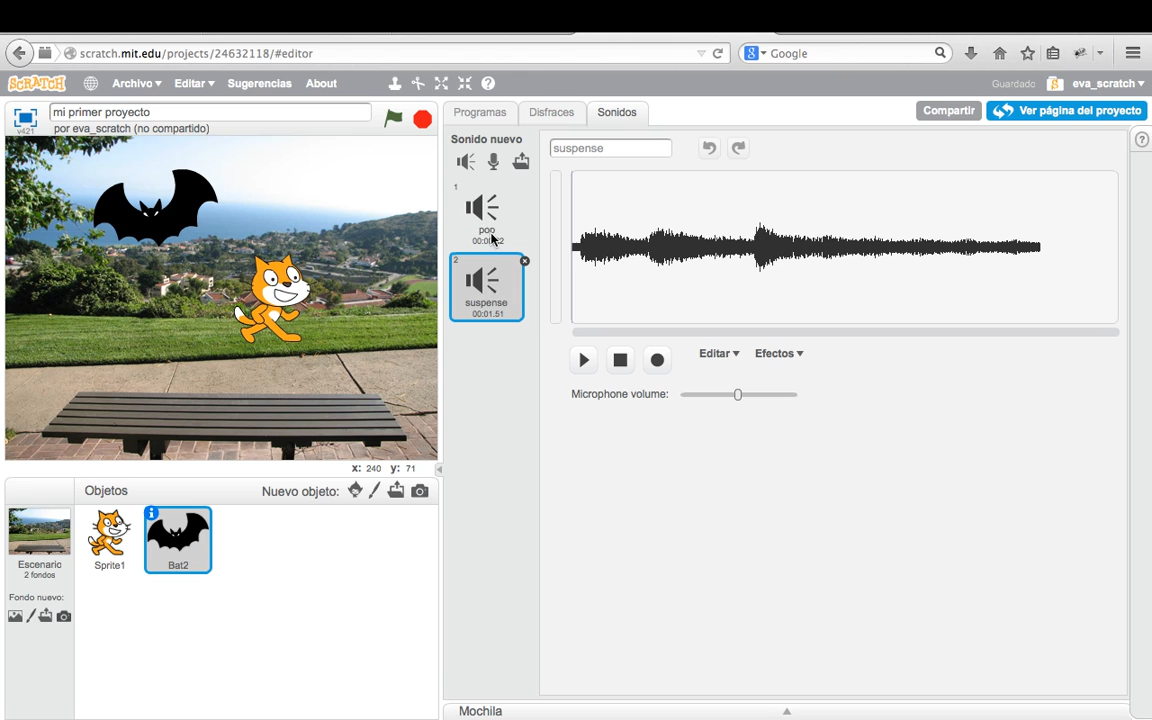 scratch.mit.edu/projects/24632118/#editor
Google
SCRATCH
Archivo
Editar
Sugerencias
About
Guardado
eva_scratch
mi primer proyecto
por eva_scratch (no compartido)
v421
Programas
Disfraces
Sonidos
Compartir
Ver página del proyecto
Sonido nuevo
suspense
1
pop
2
suspense
00:01.51
Editar
Efectos
Microphone volume:
x: 240 y: 71
Objetos
Nuevo objeto:
Sprite1
Bat2
Escenario
2 fondos
Fondo nuevo:
Mochila